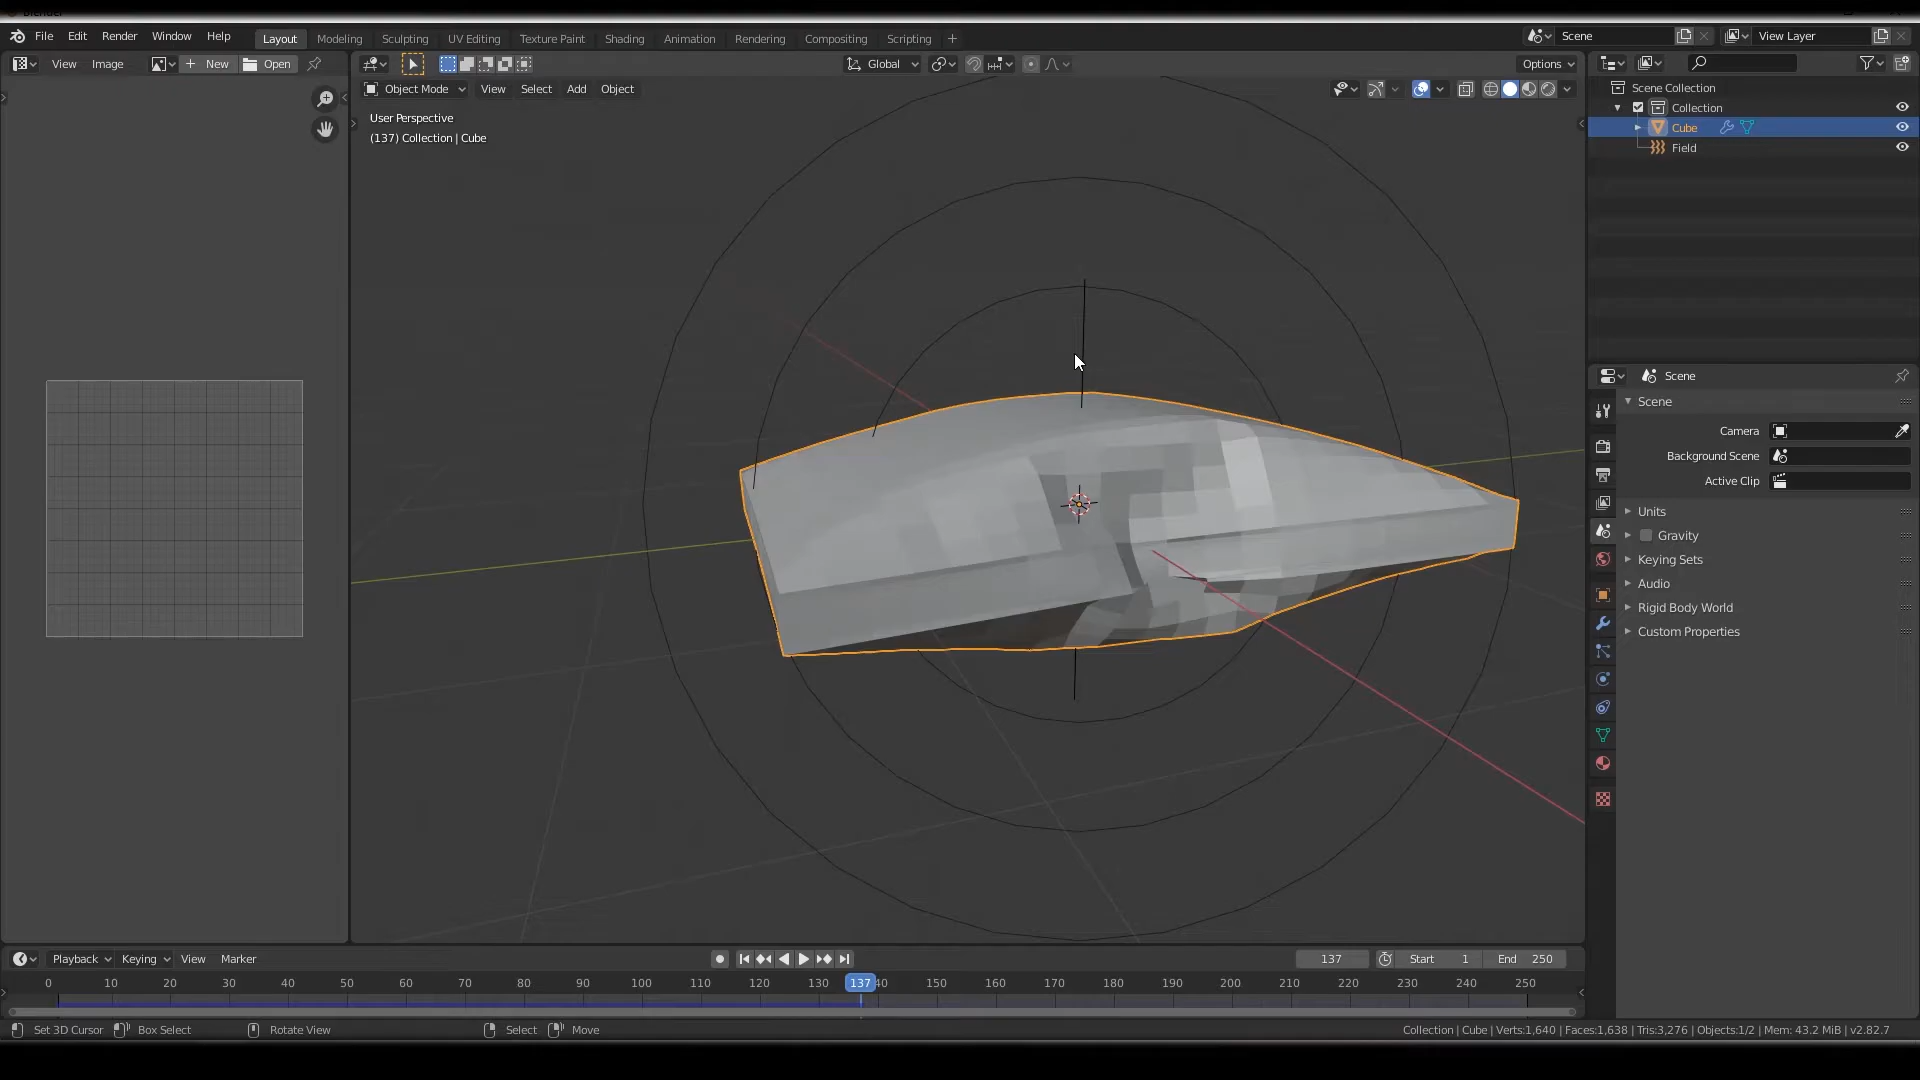 Blender
File Edit Render Window Help Layout Modeling Sculpting UV Editing Texture Paint Shading Animation Rendering Compositing Scripting + Scene View Layer
View Image + New Open Global Options
Object Mode View Select Add Object
User Perspective
(137) Collection | Cube
Scene Collection
Collection
Cube
Field
Scene
Scene
Camera
Background Scene
Active Clip
Units
Gravity
Keying Sets
Audio
Rigid Body World
Custom Properties
Playback Keying View Marker 137 Start 1 End 250
0 10 20 30 40 50 60 70 80 90 100 110 120 130 137 40 150 160 170 180 190 200 210 220 230 240 250
Set 3D Cursor Box Select Rotate View Select Move Collection | Cube | Verts:1,640 | Faces:1,638 | Tris:3,276 | Objects:1/2 | Mem: 43.2 MiB | v2.82.7